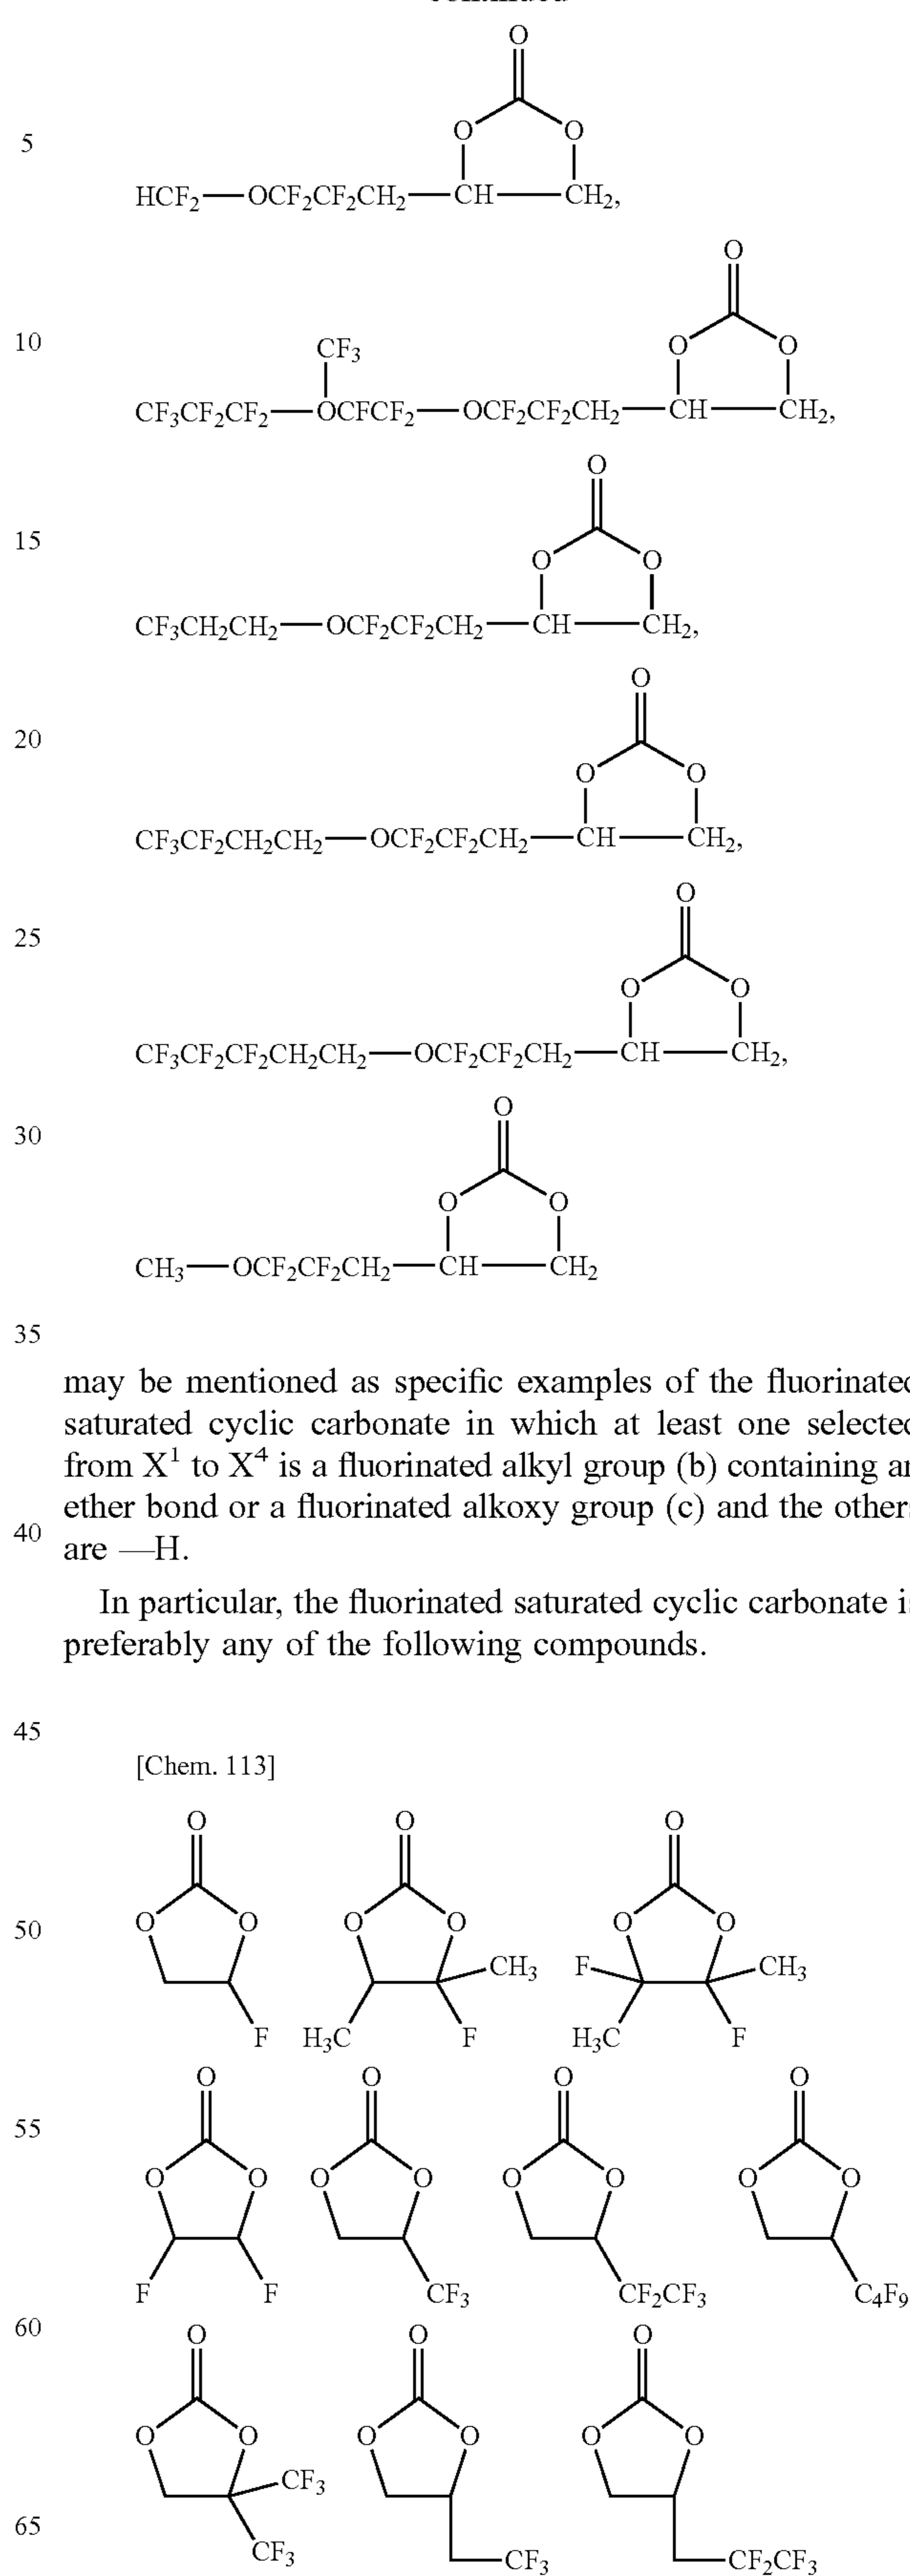 continued
O
5
O O
HCF₂—OCF₂CF₂CH₂—CH—CH₂,
O
10
CF₃ O O
CF₃CF₂CF₂—OCFCF₂—OCF₂CF₂CH₂—CH—CH₂,
O
15
O O
CF₃CH₂CH₂—OCF₂CF₂CH₂—CH—CH₂,
O
20
O O
CF₃CF₂CH₂CH₂—OCF₂CF₂CH₂—CH—CH₂,
O
25
O O
CF₃CF₂CF₂CH₂CH₂—OCF₂CF₂CH₂—CH—CH₂,
O
30
O O
CH₃—OCF₂CF₂CH₂—CH—CH₂
35
may be mentioned as specific examples of the fluorinated
saturated cyclic carbonate in which at least one selected
from X¹ to X⁴ is a fluorinated alkyl group (b) containing an
ether bond or a fluorinated alkoxy group (c) and the others
40
are —H.
In particular, the fluorinated saturated cyclic carbonate is
preferably any of the following compounds.
45
[Chem. 113]
O O O
50
O O O O O O
CH₃ F CH₃
F H₃C F H₃C F
O O O O
55
O O O O O O O O
F F CF₃ CF₂CF₃ C₄F₉
60
O O O
O O O O O O
CF₃
65
CF₃ CF₃ CF₂CF₃